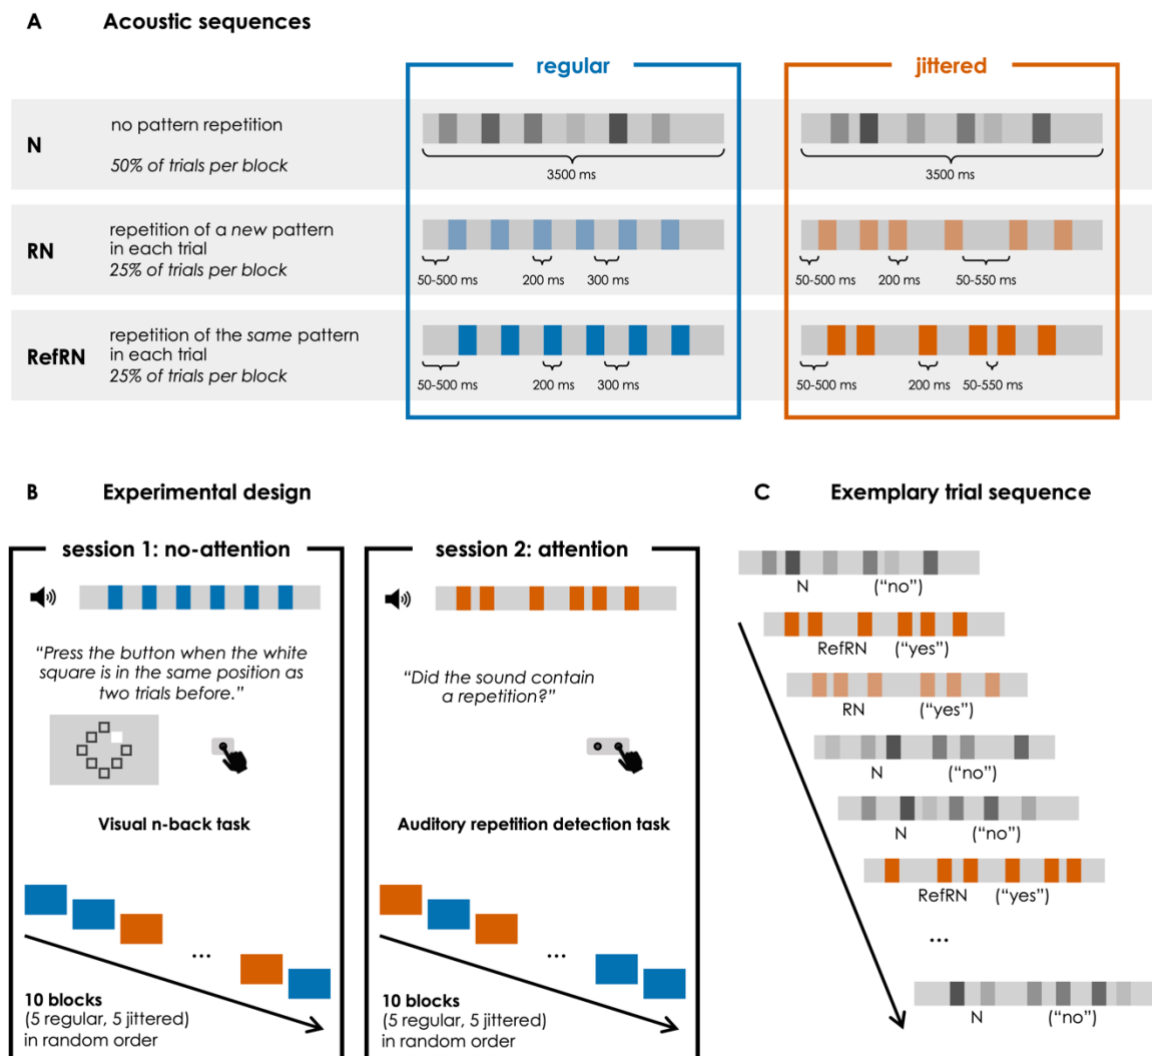 A Acoustic sequences
regular
jittered
N
no pattern repetition
50% of trials per block
3500 ms
3500 ms
RN
repetition of a new pattern
in each trial
25% of trials per block
50-500 ms 200 ms 300 ms
50-500 ms 200 ms 50-550 ms
RefRN
repetition of the same pattern
in each trial
25% of trials per block
50-500 ms 200 ms 300 ms
50-500 ms 200 ms 50-550 ms
B Experimental design
session 1: no-attention
“Press the button when the white
square is in the same position as
two trials before.”
Visual n-back task
...
10 blocks
(5 regular, 5 jittered)
in random order
session 2: attention
“Did the sound contain
a repetition?”
Auditory repetition detection task
...
10 blocks
(5 regular, 5 jittered)
in random order
C Exemplary trial sequence
N (“no”)
RefRN (“yes”)
RN (“yes”)
N (“no”)
N (“no”)
RefRN (“yes”)
...
N (“no”)